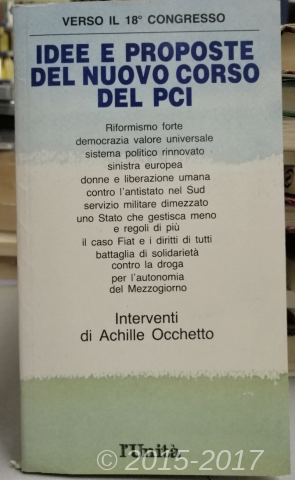 VERSO IL 18° CONGRESSO
IDEE E PROPOSTE
DEL NUOVO CORSO
DEL PCI
Riformismo forte
democrazia valore universale
sistema politico rinnovato
sinistra europea
donne e liberazione umana
contro l'antistato nel Sud
servizio militare dimezzato
uno Stato che gestisca meno
e regoli di più
il caso Fiat e i diritti di tutti
battaglia di solidarietà
contro la droga
per l'autonomia
del Mezzogiorno
Interventi
di Achille Occhetto
l'Unità
© 2015-2017